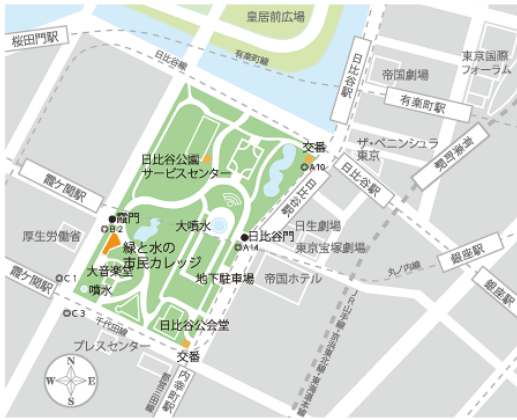 皇居前広場
桜田門駅
有楽町線
日比谷線
日比谷駅
東京国際
フォーラム
帝国劇場
有楽町駅
有楽町駅
交番
ザ・ペニンシュラ
東京
日比谷公園
サービスセンター
◎A10
日比谷駅
日比谷駅
霞ケ関駅
霞門
◎B2
大噴水
日比谷門
◎A14
日生劇場
東京宝塚劇場
厚生労働省
緑と水の
市民カレッジ
丸ノ内線
銀座駅
霞ケ関駅
◎C1
大音楽堂
噴水
地下駐車場
帝国ホテル
銀座駅
◎C3
千代田線
日比谷公会堂
JR山手線・京浜東北線・東海道本線
プレスセンター
交番
内幸町駅
都営三田線
N
W
E
S